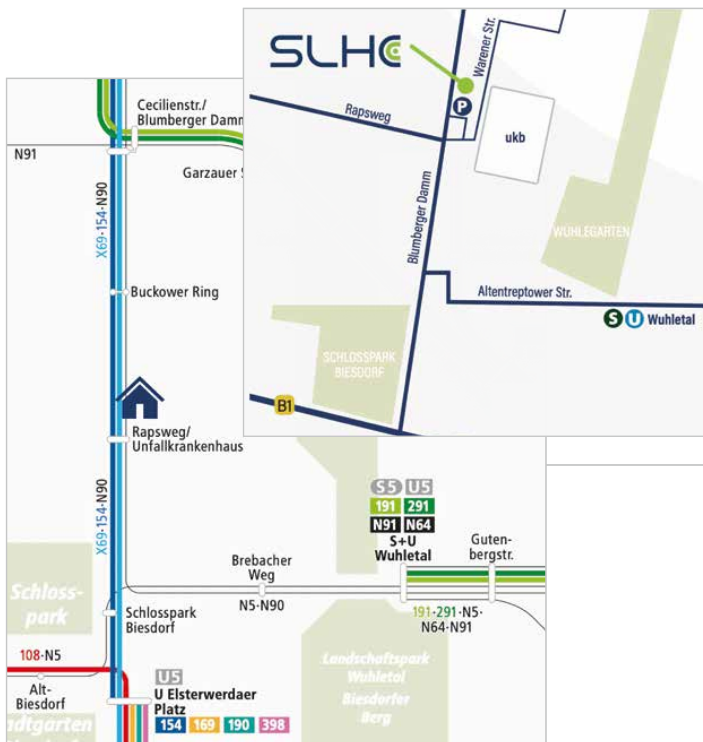 SLHC
Warener Str.
P
Rapsweg
ukb
Blumberger Damm
WUHLEGARTEN
Altentreptower Str.
S U Wuhletal
SCHLOSSPARK
BIESDORF
B1
Cecilienstr./
Blumberger Damm
N91
Garzauer S
X69·154·N90
Buckower Ring
Rapsweg/
Unfallkrankenhaus
X69·154·N90
S5 U5
191 291
N91 N64
S+U
Wuhletal
Guten-
bergstr.
Brebacher
Weg
N5·N90
Schloss-
park
Schlosspark
Biesdorf
191·291·N5·
N64·N91
108·N5
Alt-
Biesdorf
U5
U Elsterwerdaer
Platz
154 169 190 398
Landschaftspark
Wuhletal
Biesdorfer
Berg
adtgärten